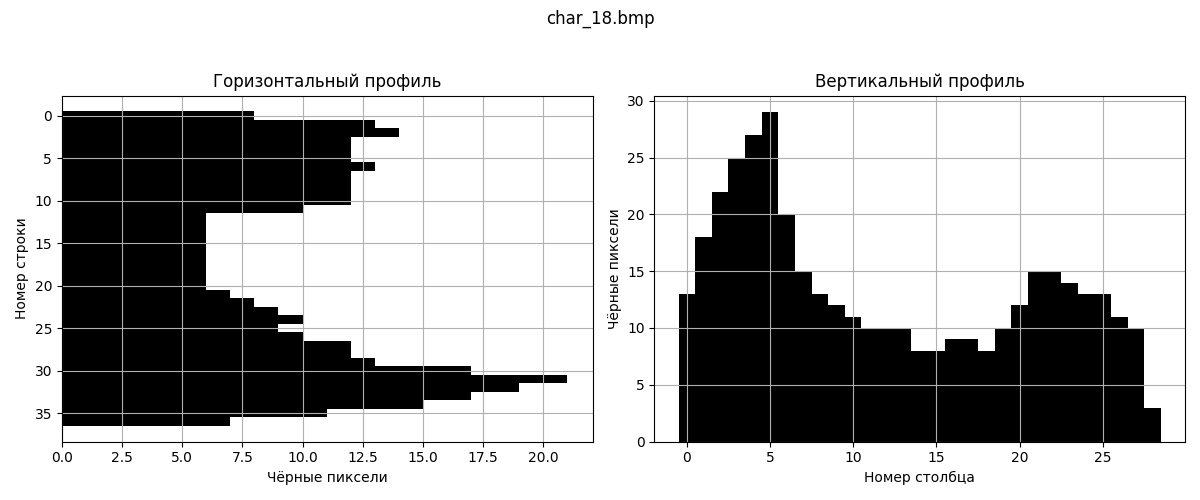 char_18.bmp
Горизонтальный профиль
0
5
10
15
20
25
30
35
Номер строки
0.0 2.5 5.0 7.5 10.0 12.5 15.0 17.5 20.0
Чёрные пиксели
Вертикальный профиль
30
25
20
15
10
5
0
Чёрные пиксели
0 5 10 15 20 25
Номер столбца